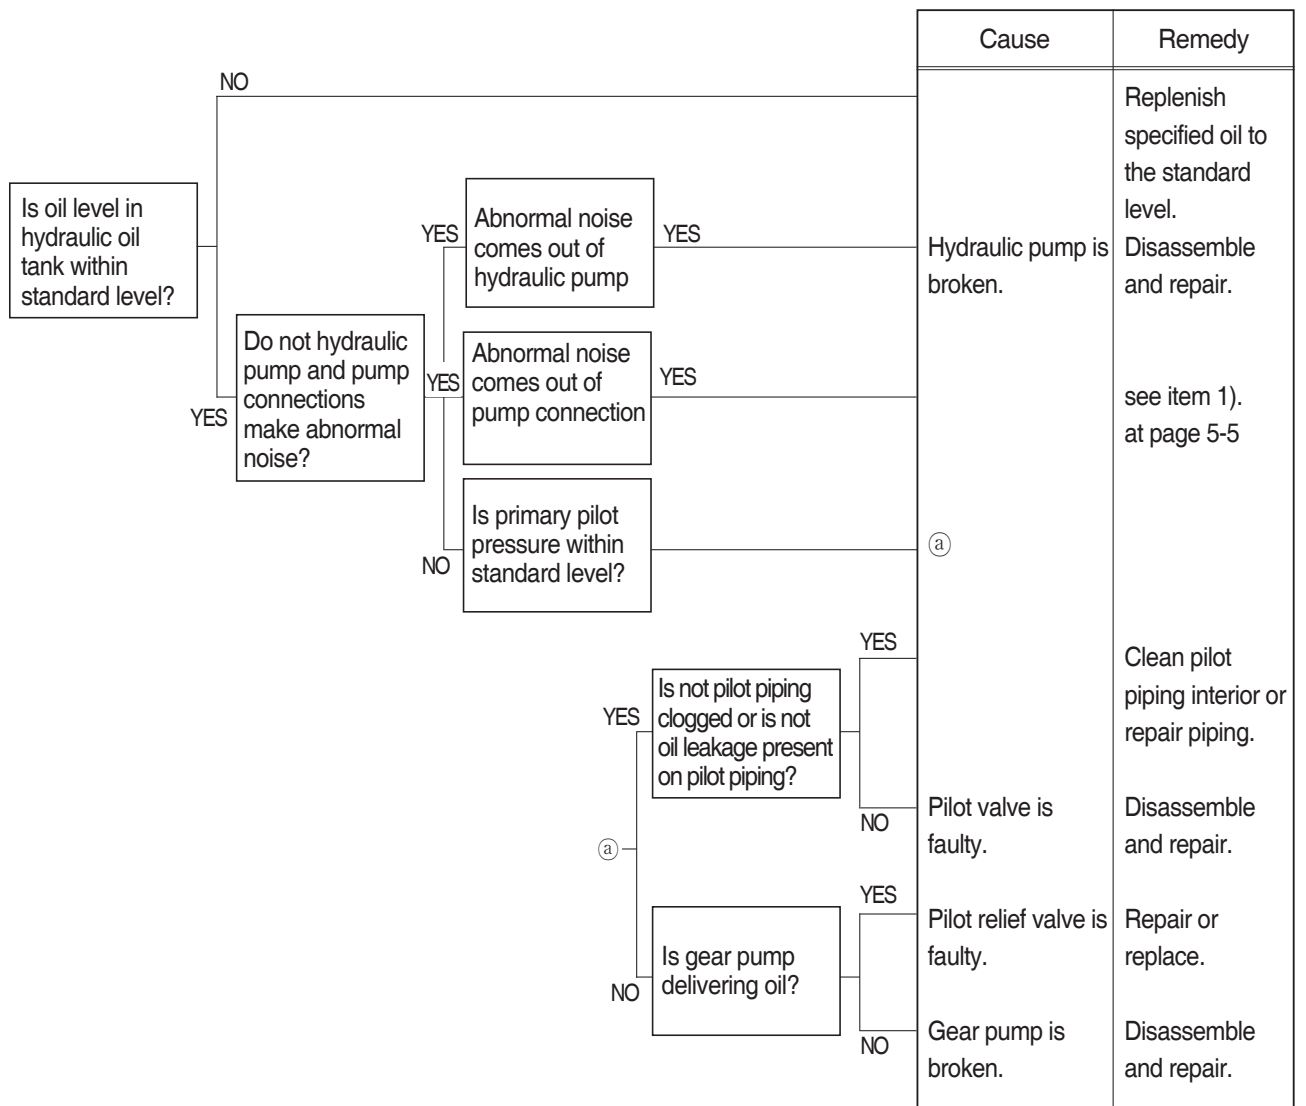 Cause
Remedy
NO
Replenish
specified oil to
the standard
level.
Is oil level in
hydraulic oil
tank within
standard level?
YES
Abnormal noise
comes out of
hydraulic pump
YES
Hydraulic pump is
broken.
Disassemble
and repair.
YES
Do not hydraulic
pump and pump
connections
make abnormal
noise?
YES
Abnormal noise
comes out of
pump connection
YES
see item 1).
at page 5-5
NO
Is primary pilot
pressure within
standard level?
ⓐ
ⓐ
YES
Is not pilot piping
clogged or is not
oil leakage present
on pilot piping?
YES
Clean pilot
piping interior or
repair piping.
NO
Pilot valve is
faulty.
Disassemble
and repair.
NO
Is gear pump
delivering oil?
YES
Pilot relief valve is
faulty.
Repair or
replace.
NO
Gear pump is
broken.
Disassemble
and repair.